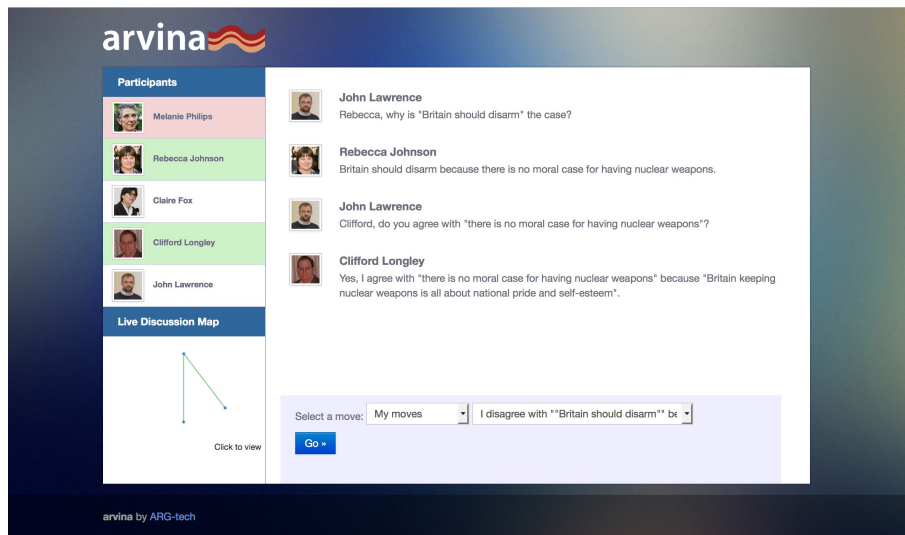 arvina
Participants
Melanie Philips
Rebecca Johnson
Claire Fox
Clifford Longley
John Lawrence
Live Discussion Map
Click to view
John Lawrence
Rebecca, why is "Britain should disarm" the case?
Rebecca Johnson
Britain should disarm because there is no moral case for having nuclear weapons.
John Lawrence
Clifford, do you agree with "there is no moral case for having nuclear weapons"?
Clifford Longley
Yes, I agree with "there is no moral case for having nuclear weapons" because "Britain keeping
nuclear weapons is all about national pride and self-esteem".
Select a move: My moves I disagree with ""Britain should disarm"" be
Go »
arvina by ARG-tech